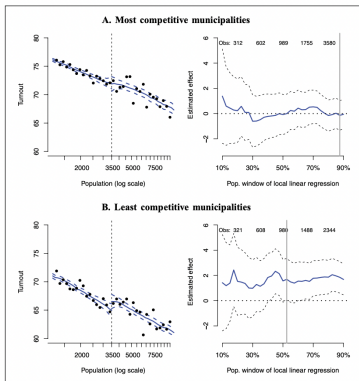 A. Most competitive municipalities
Turnout
80
75
70
65
60
2000 3500 5000 7500
Population (log scale)
Estimated effect
Obs: 312 602 989 1755 3580
6
4
2
0
-2
10% 30% 50% 70% 90%
Pop. window of local linear regression
B. Least competitive municipalities
Turnout
80
75
70
65
60
2000 3500 5000 7500
Population (log scale)
Estimated effect
Obs: 321 608 980 1488 2344
6
4
2
0
-2
10% 30% 50% 70% 90%
Pop. window of local linear regression